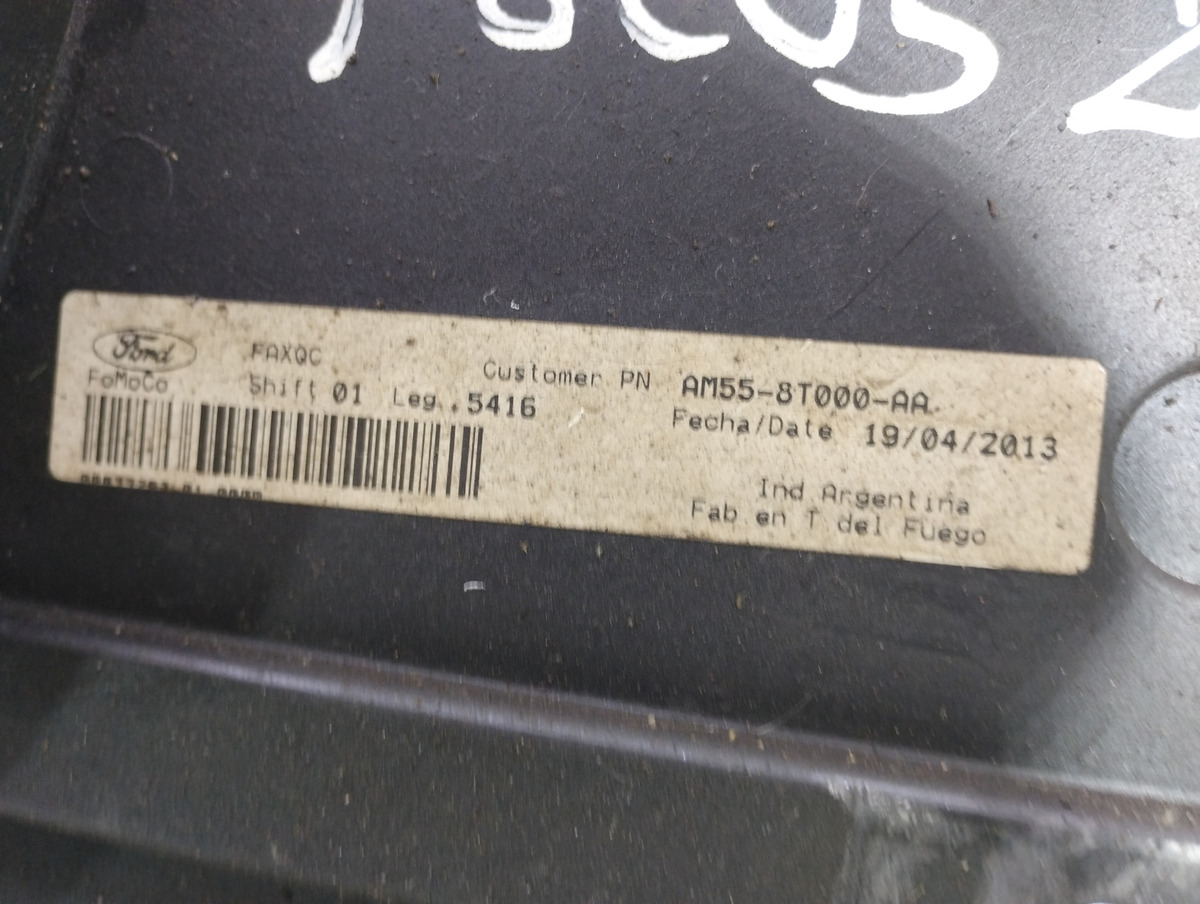 Focus 2
Ford
FoMoCo
FAXQC
Shift 01 Leg. 5416
Customer PN AM55-8T000-AA
Fecha/Date 19/04/2013
Ind Argentina
Fab en T del Fuego